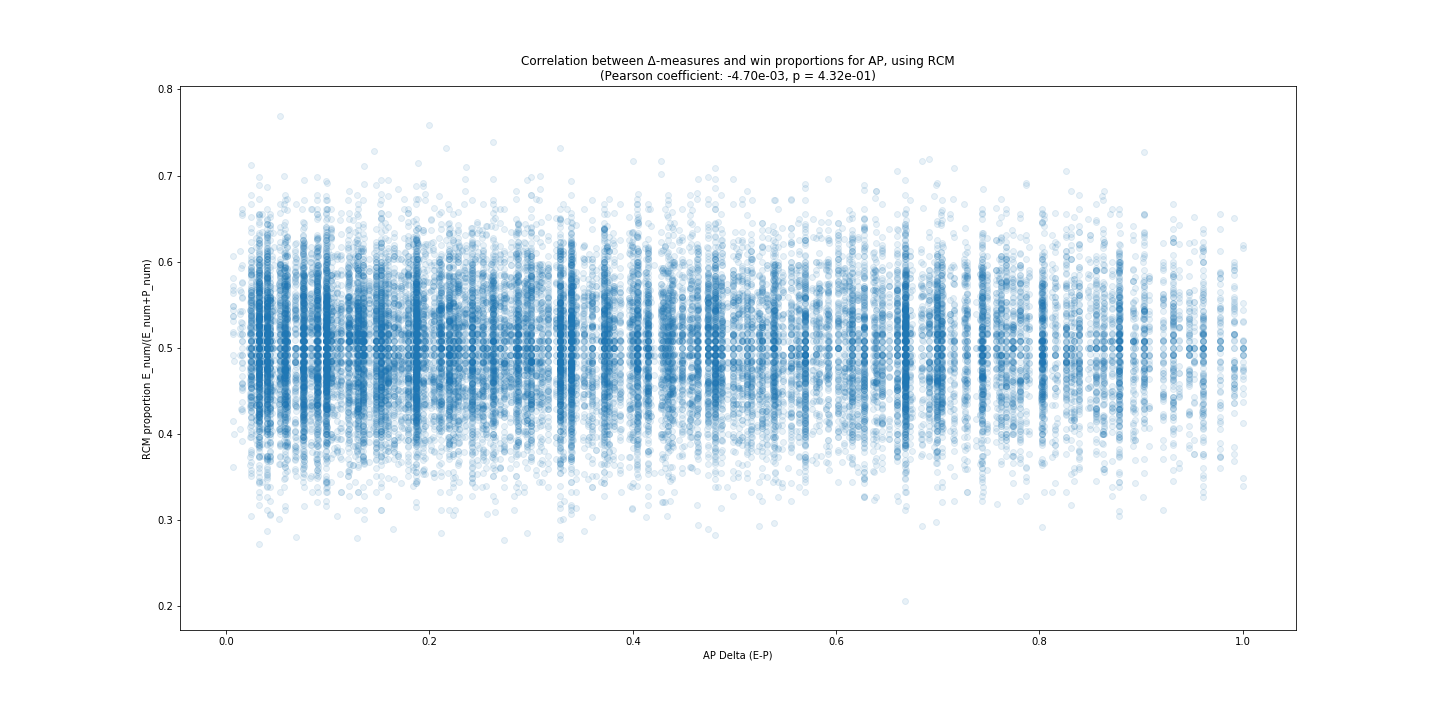 Correlation between Δ-measures and win proportions for AP, using RCM
(Pearson coefficient: -4.70e-03, p = 4.32e-01)
0.8
0.7
0.6
0.5
0.4
0.3
0.2
RCM proportion E_num/(E_num+P_num)
0.0 0.2 0.4 0.6 0.8 1.0
AP Delta (E-P)